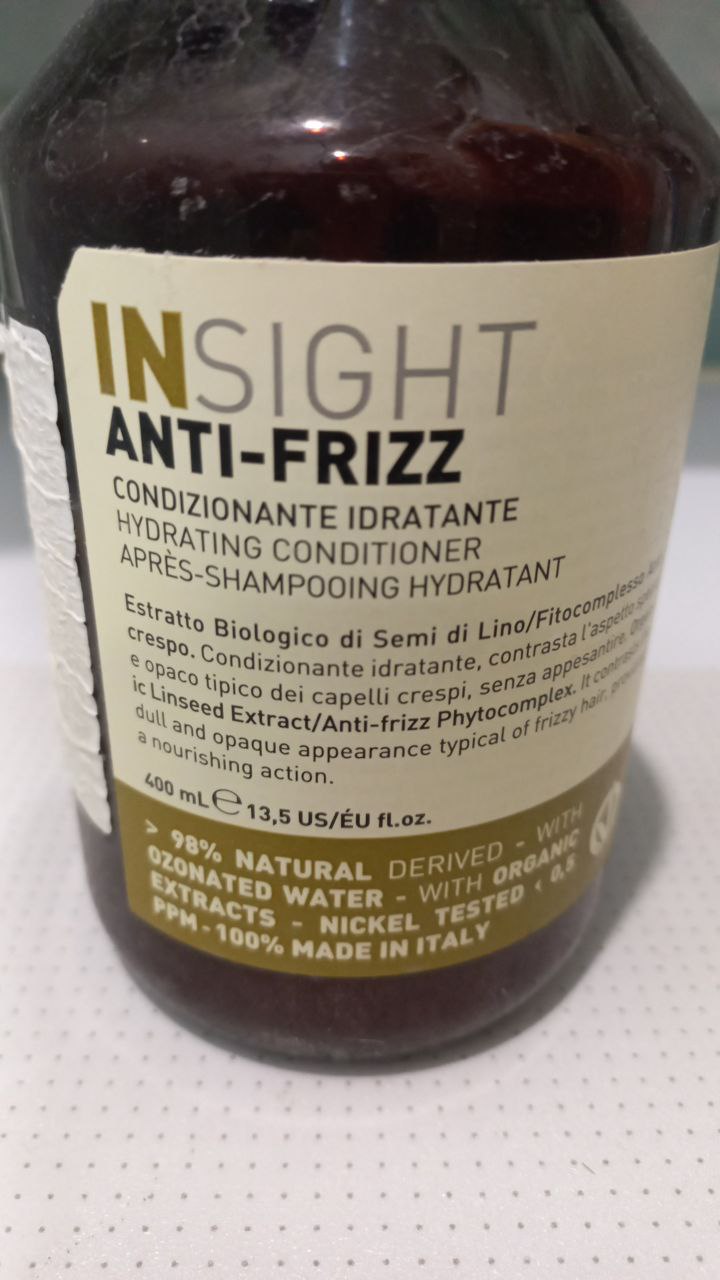 INSIGHT
ANTI-FRIZZ
CONDIZIONANTE IDRATANTE
HYDRATING CONDITIONER
APRÈS-SHAMPOOING HYDRATANT
Estratto Biologico di Semi di Lino/Fitocomplesso
crespo. Condizionante idratante, contrasta l'aspetto
e opaco tipico dei capelli crespi, senza appesantire.
ic Linseed Extract/Anti-frizz Phytocomplex. It
dull and opaque appearance typical of frizzy hair,
a nourishing action.
400 mL℮ 13,5 US/ÉU fl.oz.
> 98% NATURAL DERIVED - WITH
OZONATED WATER - WITH ORGANIC
EXTRACTS - NICKEL TESTED < 0,5
PPM - 100% MADE IN ITALY